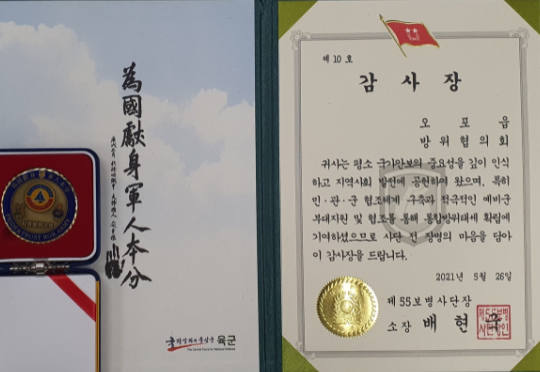 為國獻身軍人本分
육군
제 10 호
감 사 장
오 포 읍
방 위 협 의 회
귀사는 평소 국가안보의 중요성을 깊이 인식
하고 지역사회 발전에 공헌하여 왔으며, 특히
민·관·군 협조체계 구축과 적극적인 예비군
부대지원 및 협조를 통해 통합방위태세 확립에
기여하였으므로 사단 전 장병의 마음을 담아
이 감사장을 드립니다.
2021년 5월 26일
제55보병사단장
소장 배 현 국